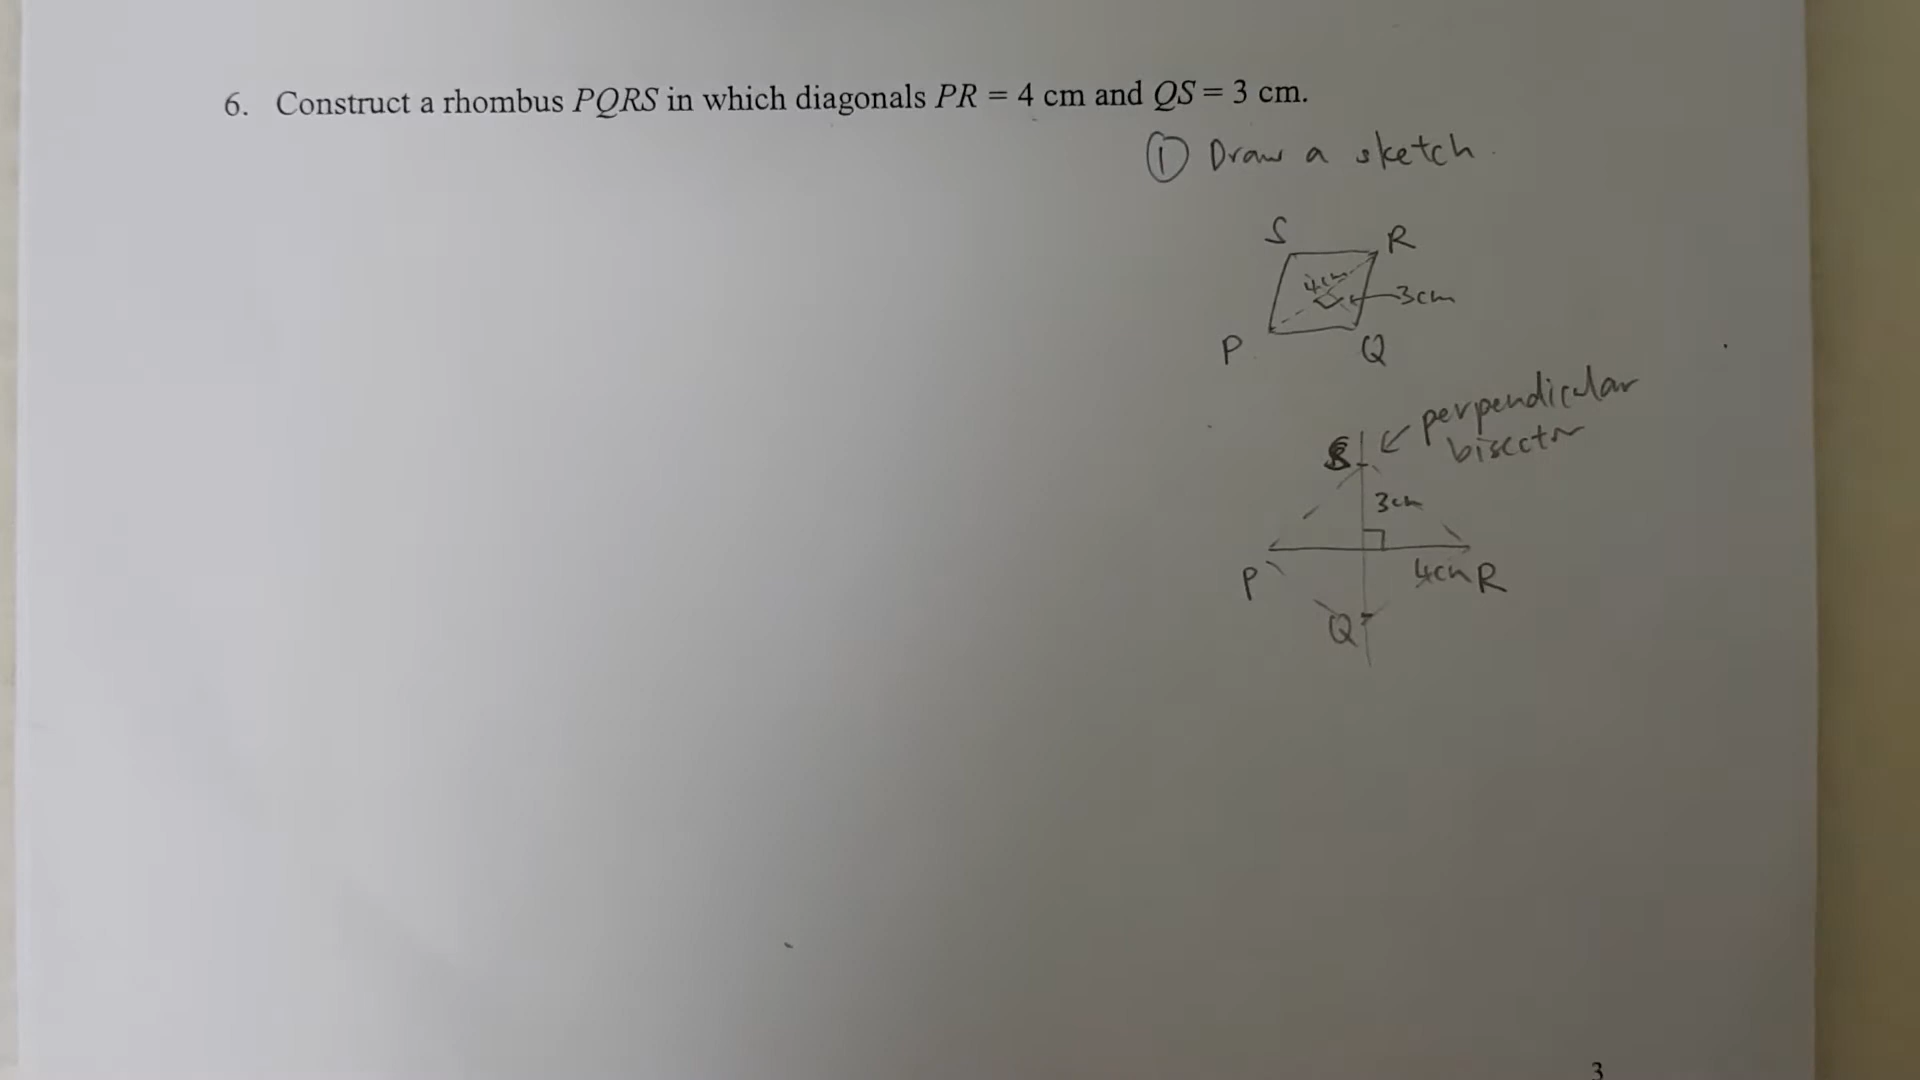 6. Construct a rhombus PQRS in which diagonals PR = 4 cm and QS = 3 cm.
① Draw a sketch.
S R
4cm
3cm
P Q
perpendicular
bisector
S
3cm
P 4cm R
Q
3